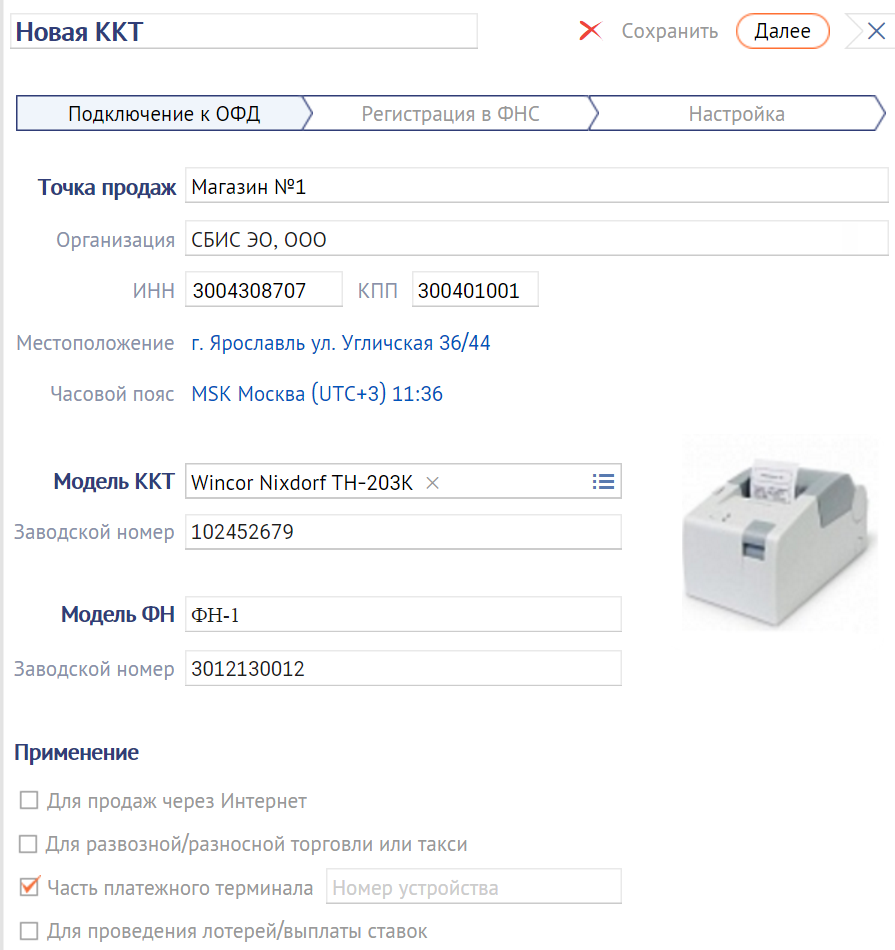 Новая ККТ
Сохранить
Далее
Подключение к ОФД
Регистрация в ФНС
Настройка
Точка продаж Магазин №1
Организация СБИС ЭО, ООО
ИНН 3004308707 КПП 300401001
Местоположение г. Ярославль ул. Угличская 36/44
Часовой пояс MSK Москва (UTC+3) 11:36
Модель ККТ Wincor Nixdorf TH-203K
Заводской номер 102452679
Модель ФН ФН-1
Заводской номер 3012130012
Применение
Для продаж через Интернет
Для развозной/разносной торговли или такси
Часть платежного терминала Номер устройства
Для проведения лотерей/выплаты ставок